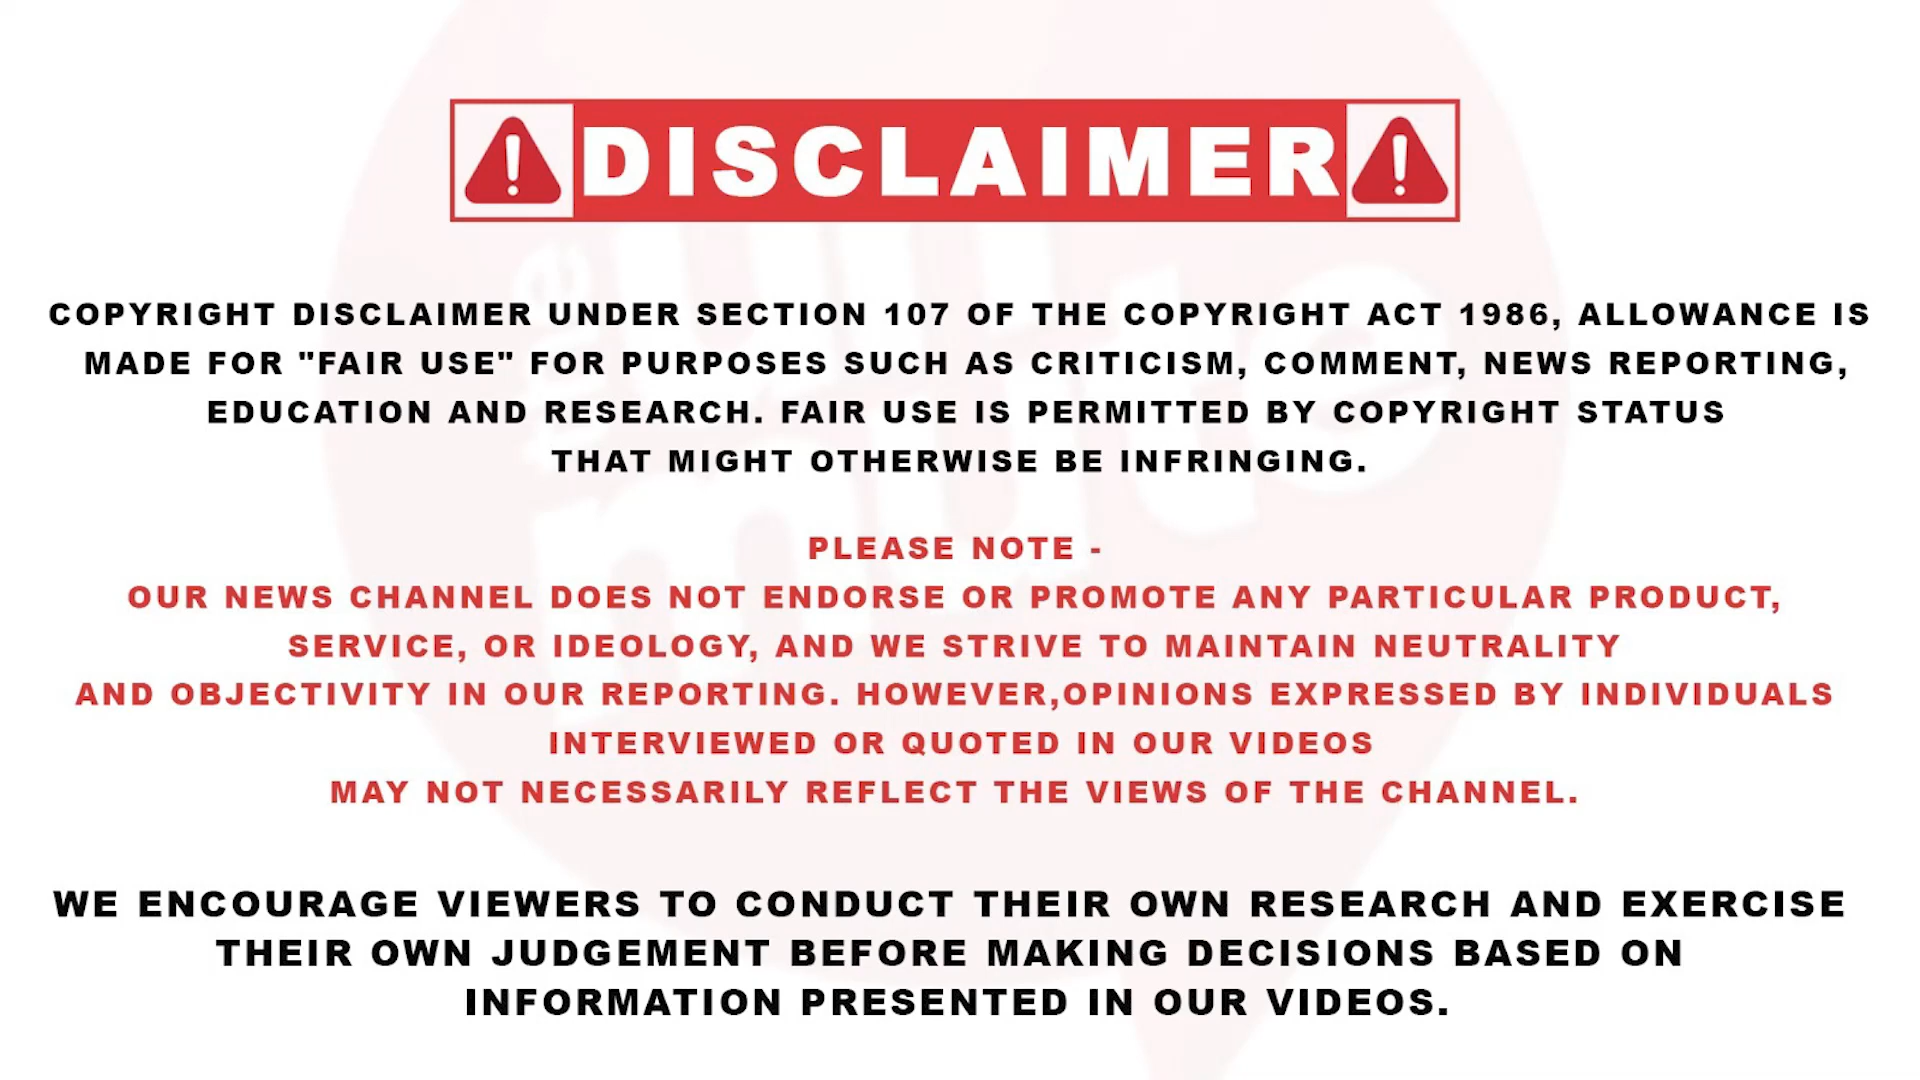 DISCLAIMER
COPYRIGHT DISCLAIMER UNDER SECTION 107 OF THE COPYRIGHT ACT 1986, ALLOWANCE IS
MADE FOR "FAIR USE" FOR PURPOSES SUCH AS CRITICISM, COMMENT, NEWS REPORTING,
EDUCATION AND RESEARCH. FAIR USE IS PERMITTED BY COPYRIGHT STATUS
THAT MIGHT OTHERWISE BE INFRINGING.
PLEASE NOTE -
OUR NEWS CHANNEL DOES NOT ENDORSE OR PROMOTE ANY PARTICULAR PRODUCT,
SERVICE, OR IDEOLOGY, AND WE STRIVE TO MAINTAIN NEUTRALITY
AND OBJECTIVITY IN OUR REPORTING. HOWEVER,OPINIONS EXPRESSED BY INDIVIDUALS
INTERVIEWED OR QUOTED IN OUR VIDEOS
MAY NOT NECESSARILY REFLECT THE VIEWS OF THE CHANNEL.
WE ENCOURAGE VIEWERS TO CONDUCT THEIR OWN RESEARCH AND EXERCISE
THEIR OWN JUDGEMENT BEFORE MAKING DECISIONS BASED ON
INFORMATION PRESENTED IN OUR VIDEOS.